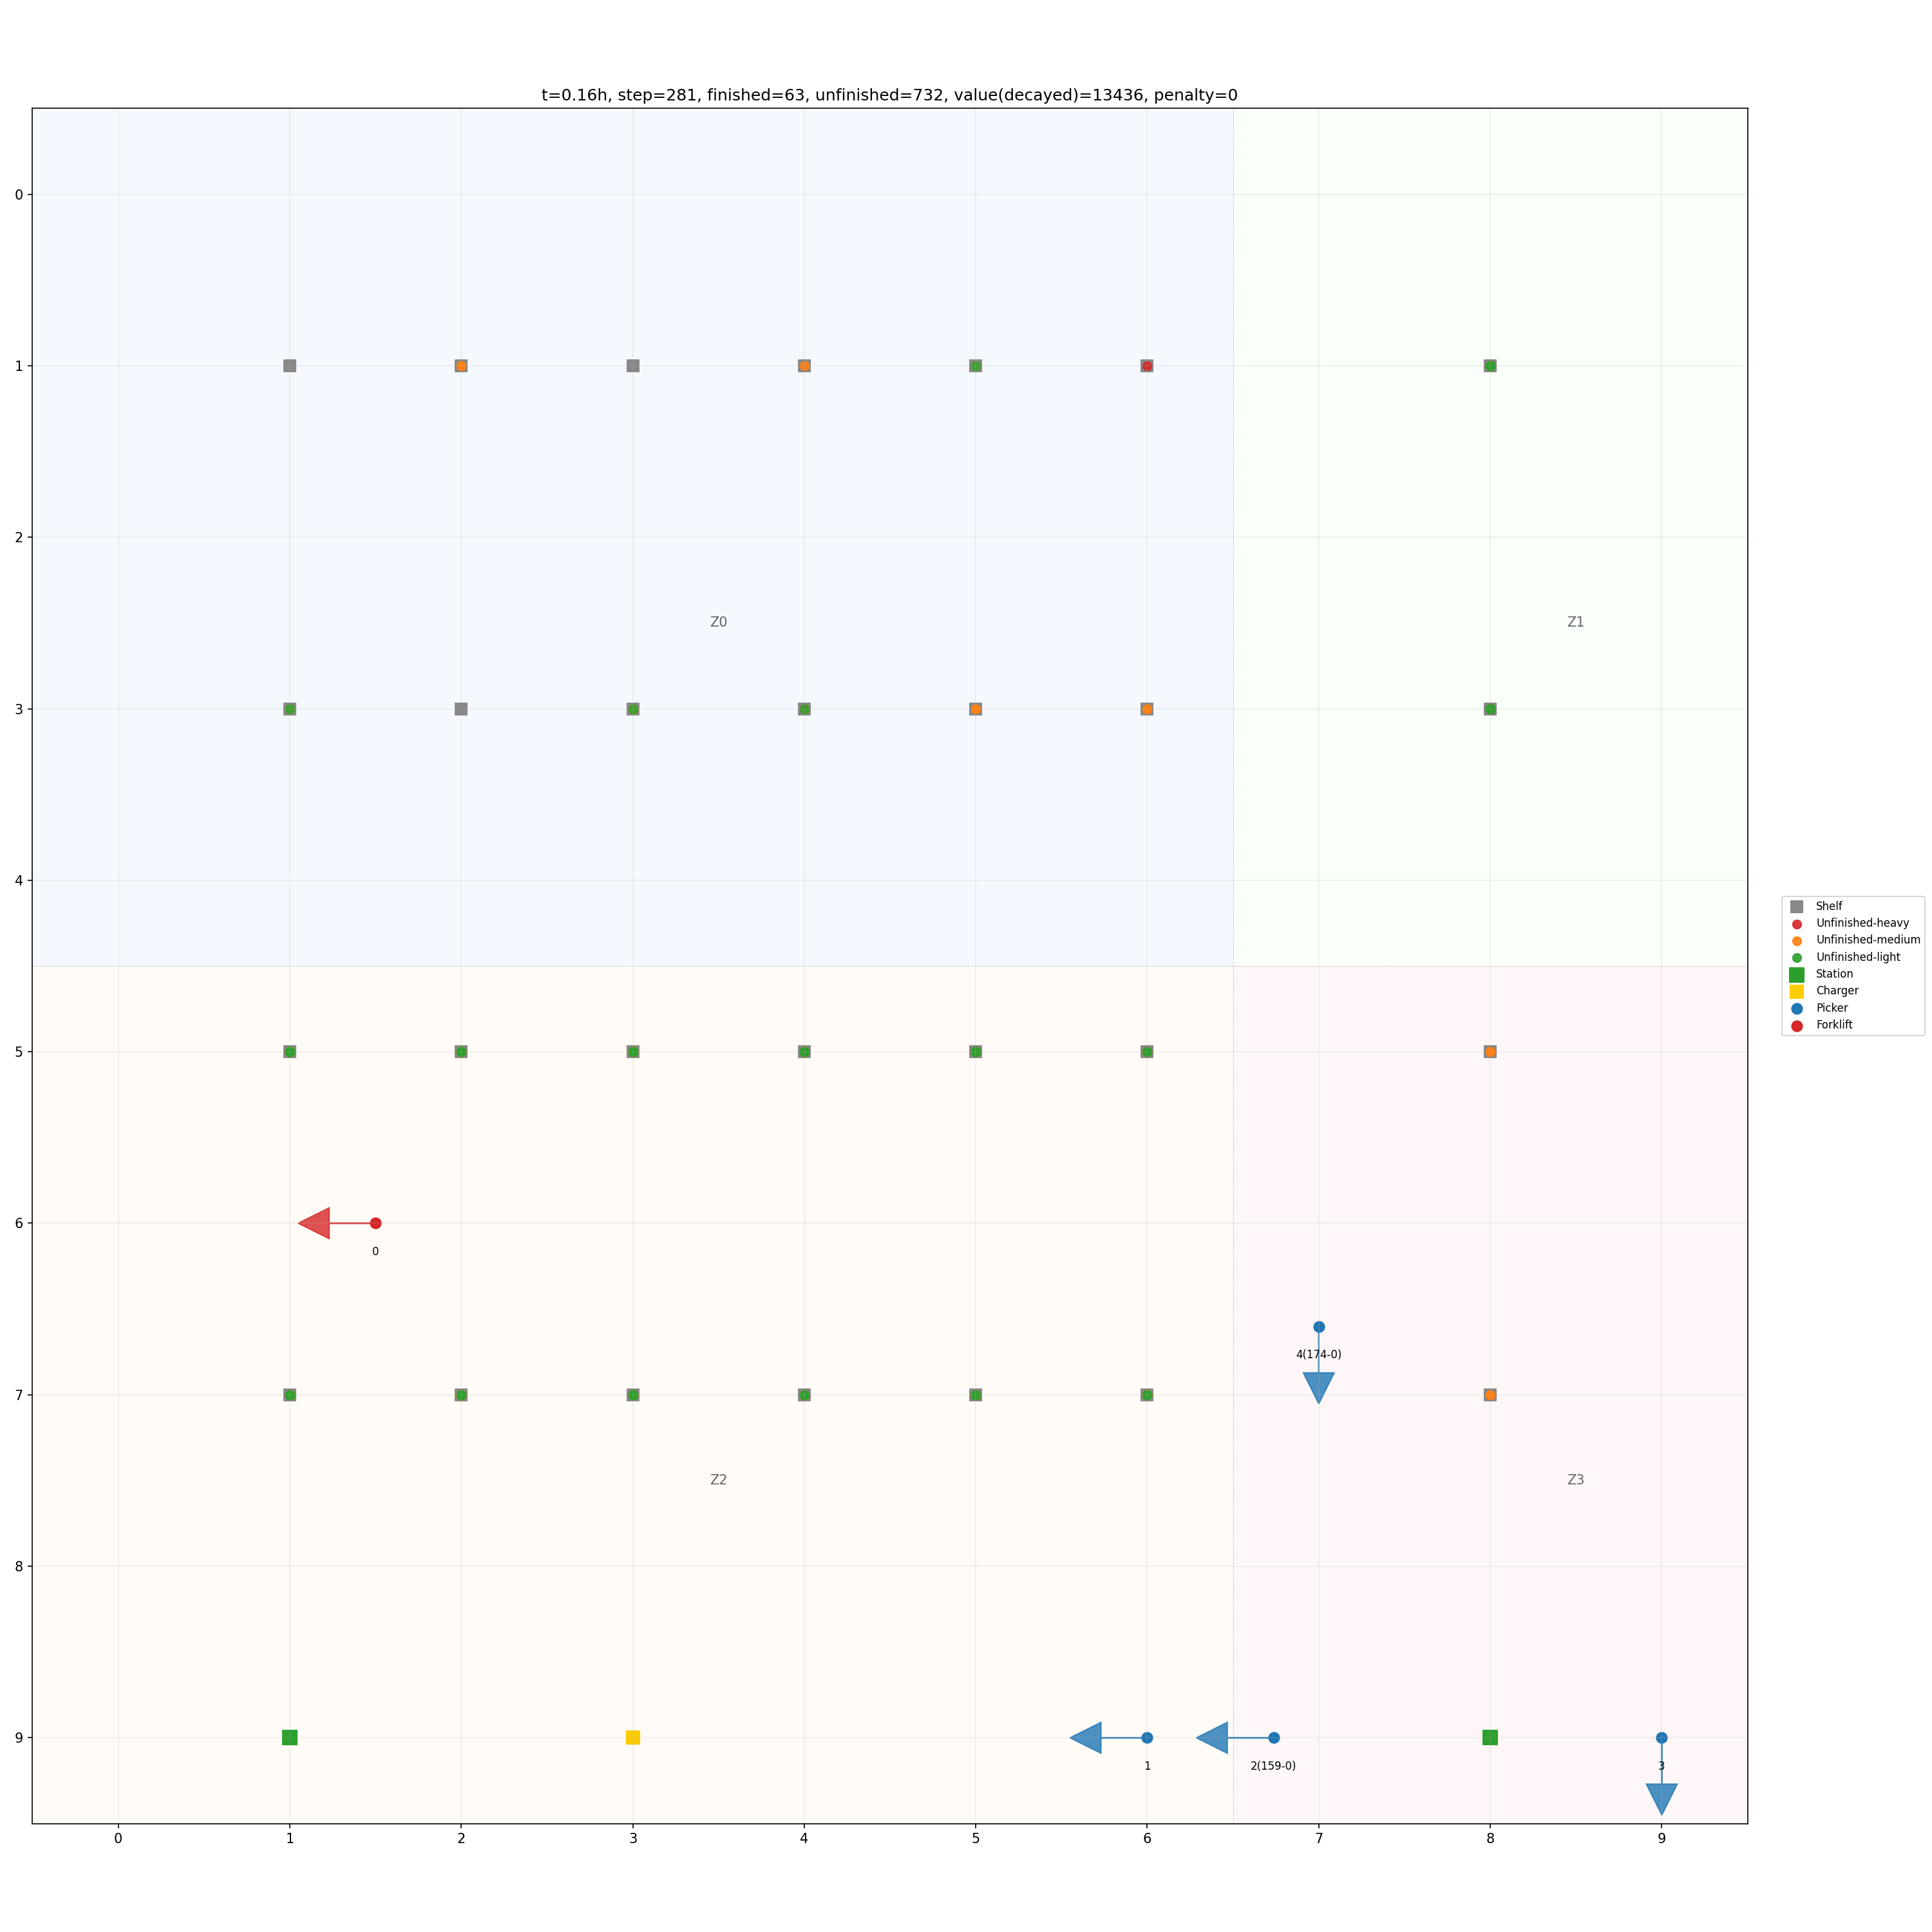 t=0.16h, step=281, finished=63, unfinished=732, value(decayed)=13436, penalty=0
0
1
2
Z0
Z1
3
4
Shelf
Unfinished-heavy
Unfinished-medium
Unfinished-light
Station
Charger
Picker
Forklift
5
6
0
4(174-0)
7
Z2
Z3
8
9
1
2(159-0)
3
0
1
2
3
4
5
6
7
8
9